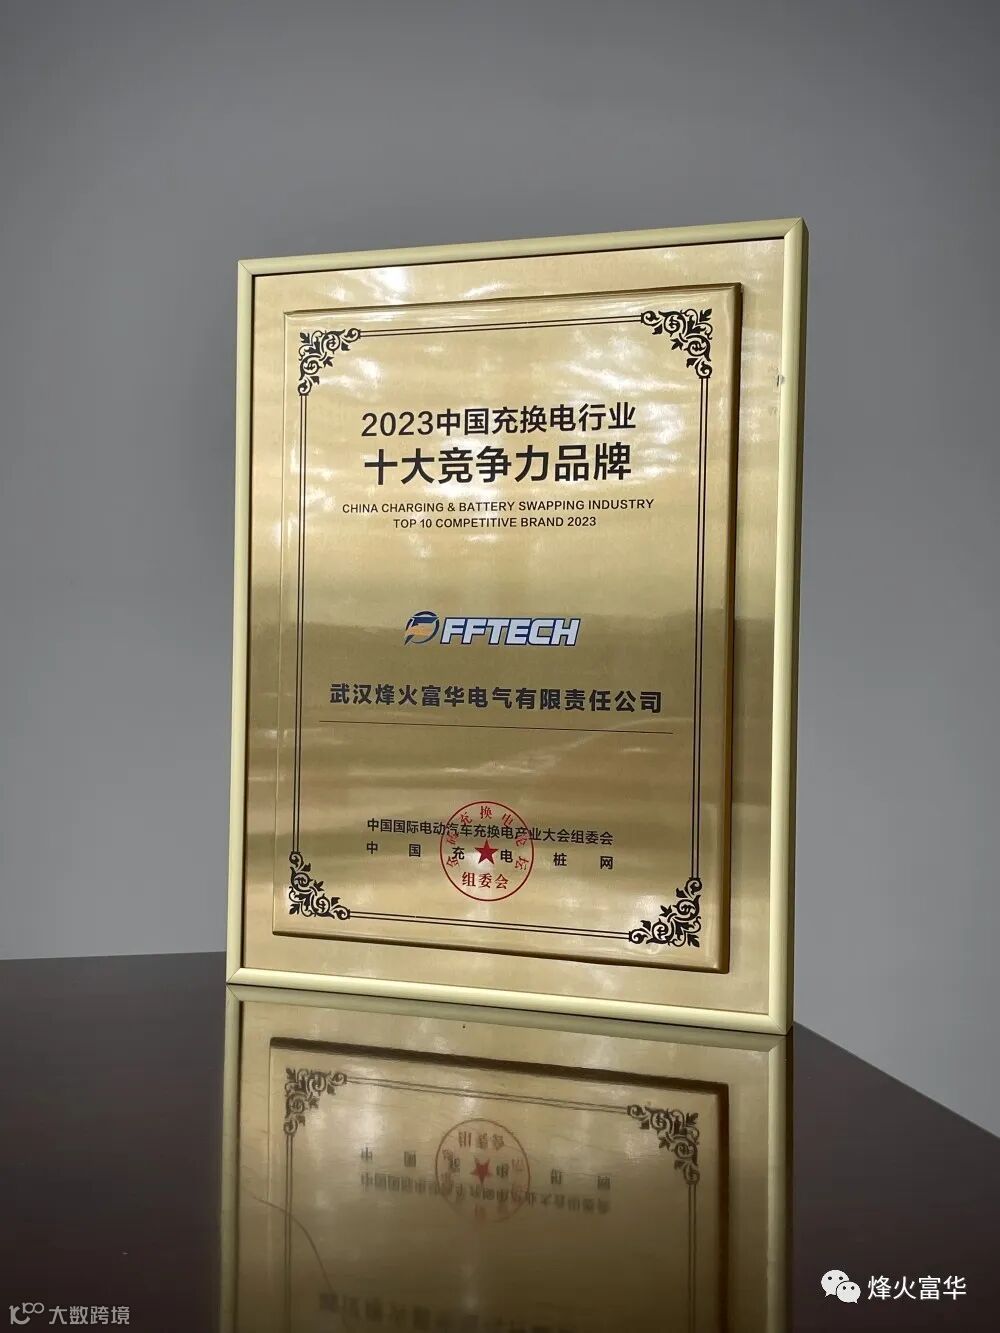 2023中国充换电行业
十大竞争力品牌
CHINA CHARGING & BATTERY SWAPPING INDUSTRY
TOP 10 COMPETITIVE BRAND 2023
FFTECH
武汉烽火富华电气有限责任公司
中国国际电动汽车充换电产业大会组委会
中国充电桩网
组委会
烽火富华
大数跨境